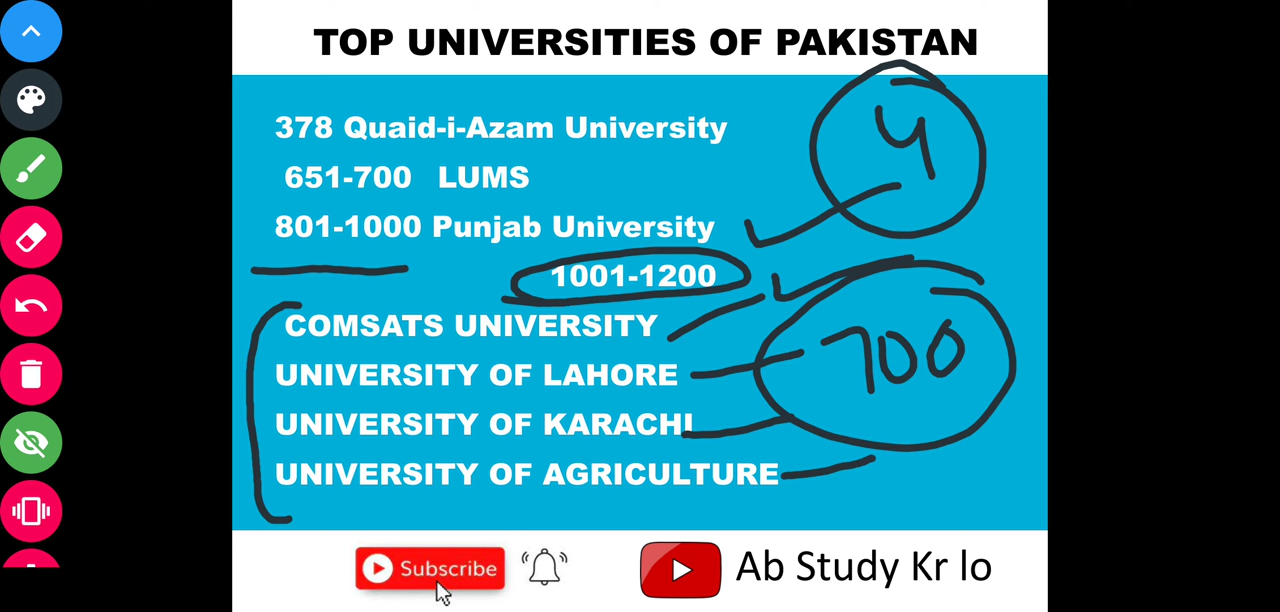 TOP UNIVERSITIES OF PAKISTAN
378 Quaid-i-Azam University
4
651-700 LUMS
801-1000 Punjab University
1001-1200
COMSATS UNIVERSITY
700
UNIVERSITY OF LAHORE
UNIVERSITY OF KARACHI
UNIVERSITY OF AGRICULTURE
Subscribe
Ab Study Kr lo